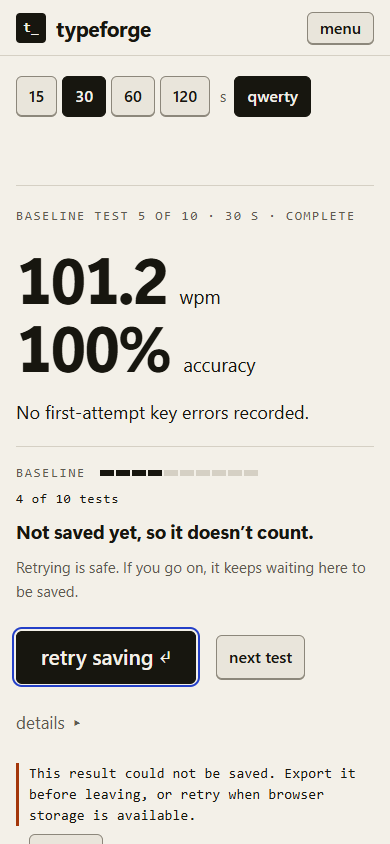 t_ typeforge menu
15 30 60 120 s qwerty
BASELINE TEST 5 OF 10 · 30 S · COMPLETE
101.2 wpm
100% accuracy
No first-attempt key errors recorded.
BASELINE
4 of 10 tests
Not saved yet, so it doesn’t count.
Retrying is safe. If you go on, it keeps waiting here to
be saved.
retry saving ↵ next test
details ▸
This result could not be saved. Export it
before leaving, or retry when browser
storage is available.